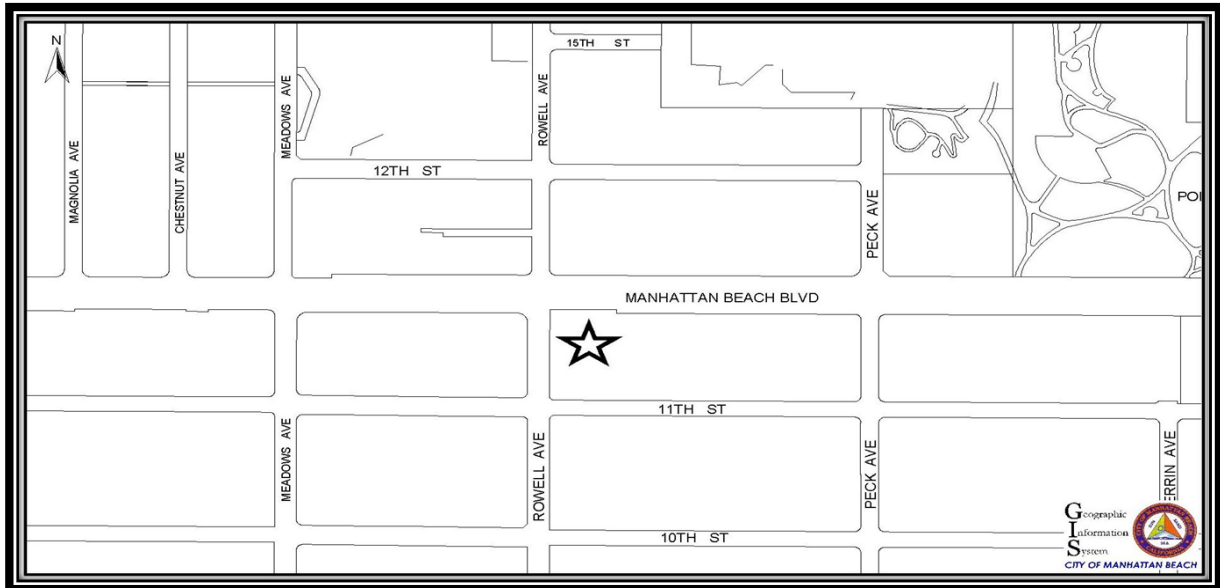 N
15TH ST
MAGNOLIA AVE
CHESTNUT AVE
MEADOWS AVE
ROWELL AVE
12TH ST
PECK AVE
POI
MANHATTAN BEACH BLVD
11TH ST
MEADOWS AVE
ROWELL AVE
PECK AVE
ERRIN AVE
10TH ST
Geographic
Information
System
CITY OF MANHATTAN BEACH